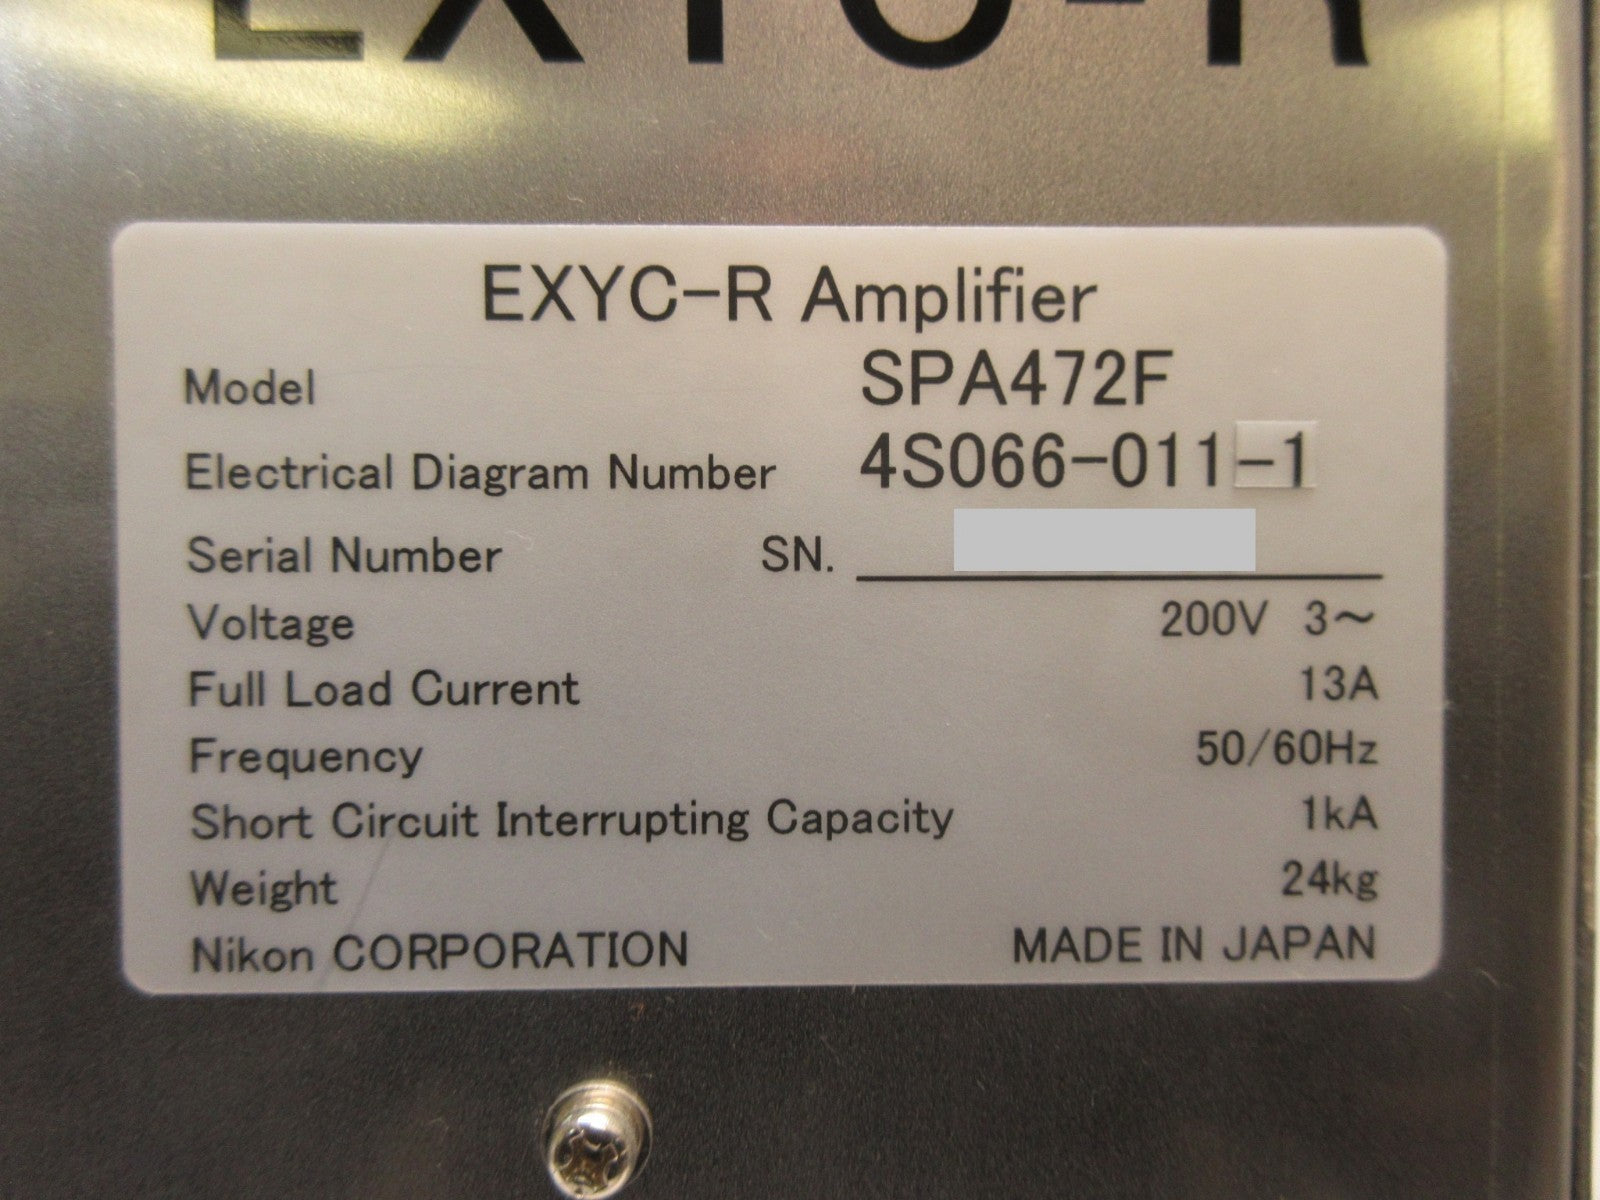 EXYC-R
EXYC-R Amplifier
Model SPA472F
Electrical Diagram Number 4S066-011-1
Serial Number SN.
Voltage 200V 3～
Full Load Current 13A
Frequency 50/60Hz
Short Circuit Interrupting Capacity 1kA
Weight 24kg
Nikon CORPORATION MADE IN JAPAN